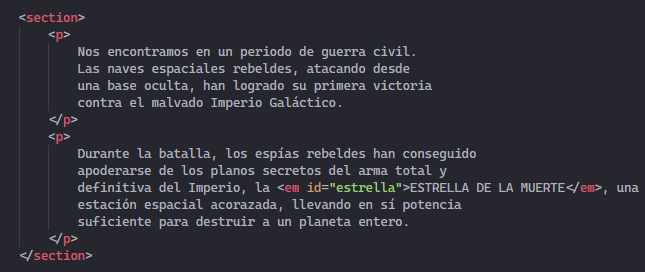 <section>
<p>
Nos encontramos en un periodo de guerra civil.
Las naves espaciales rebeldes, atacando desde
una base oculta, han logrado su primera victoria
contra el malvado Imperio Galáctico.
</p>
<p>
Durante la batalla, los espías rebeldes han conseguido
apoderarse de los planos secretos del arma total y
definitiva del Imperio, la <em id="estrella">ESTRELLA DE LA MUERTE</em>, una
estación espacial acorazada, llevando en sí potencia
suficiente para destruir a un planeta entero.
</p>
</section>